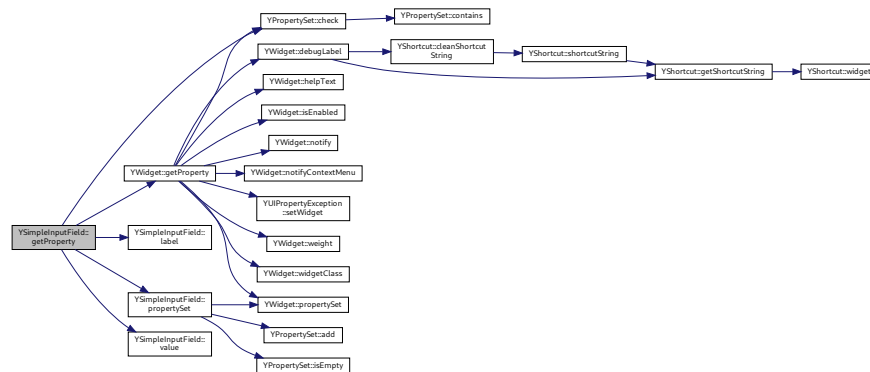 YPropertySet::check
YPropertySet::contains
YWidget::debugLabel
YShortcut::cleanShortcut
String
YShortcut::shortcutString
YShortcut::getShortcutString
YShortcut::widget
YWidget::helpText
YWidget::isEnabled
YWidget::notify
YWidget::getProperty
YWidget::notifyContextMenu
YUIPropertyException
::setWidget
YSimpleInputField::
getProperty
YSimpleInputField::
label
YWidget::weight
YWidget::widgetClass
YSimpleInputField::
propertySet
YWidget::propertySet
YPropertySet::add
YSimpleInputField::
value
YPropertySet::isEmpty